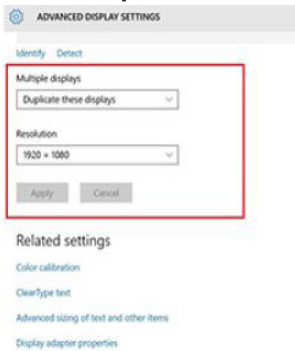 ADVANCED DISPLAY SETTINGS
Identify Detect
Multiple displays
Duplicate these displays
Resolution
1920 × 1080
Apply Cancel
Related settings
Color calibration
ClearType text
Advanced sizing of text and other items
Display adapter properties